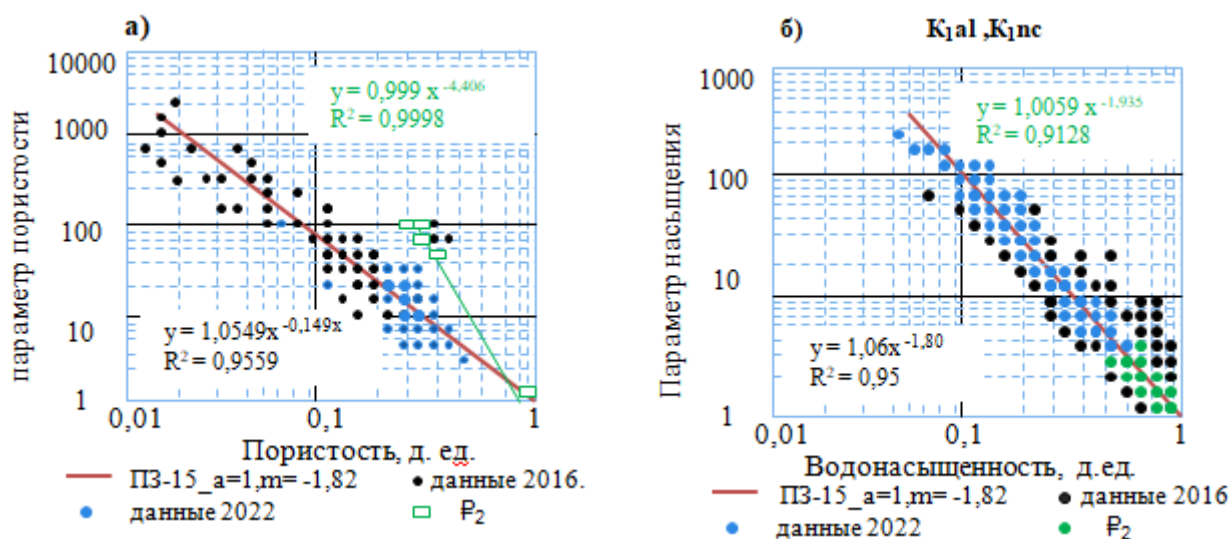 а)
10000
1000
100
10
1
параметр пористости
y = 0,999 x^-4,406
R² = 0,9998
y = 1,0549x^-0,149x
R² = 0,9559
0,01
0,1
1
Пористость, д. ед.
ПЗ-15_a=1,m= -1,82
данные 2016.
данные 2022
₽₂
б)
K₁al ,K₁nc
1000
100
10
1
Параметр насыщения
y = 1,0059 x^-1,935
R² = 0,9128
y = 1,06x^-1,80
R² = 0,95
0,01
0,1
1
Водонасыщенность, д.ед.
ПЗ-15_a=1,m= -1,82
данные 2016
данные 2022
₽₂